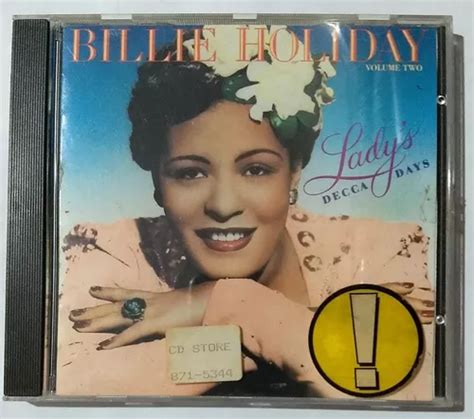 BILLIE HOLIDAY
VOLUME TWO
Lady's
DECCA DAYS
CD STORE
871-5344
!